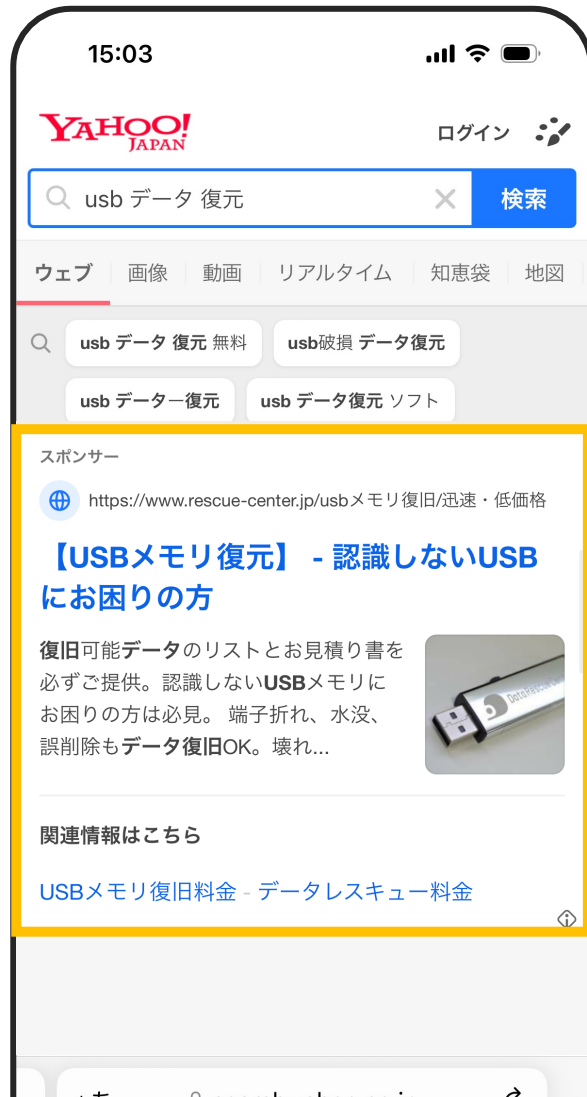 15:03
YAHOO!
JAPAN
ログイン
usb データ 復元
検索
ウェブ 画像 動画 リアルタイム 知恵袋 地図
usb データ 復元 無料 usb破損 データ復元
usb データー復元 usb データ復元 ソフト
スポンサー
https://www.rescue-center.jp/usbメモリ復旧/迅速・低価格
【USBメモリ復元】 - 認識しないUSB
にお困りの方
復旧可能データのリストとお見積り書を
必ずご提供。認識しないUSBメモリに
お困りの方は必見。 端子折れ、水没、
誤削除もデータ復旧OK。壊れ...
関連情報はこちら
USBメモリ復旧料金 - データレスキュー料金